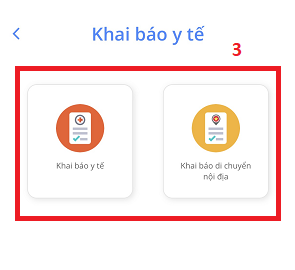 Khai báo y tế
3
Khai báo y tế
Khai báo di chuyển
nội địa